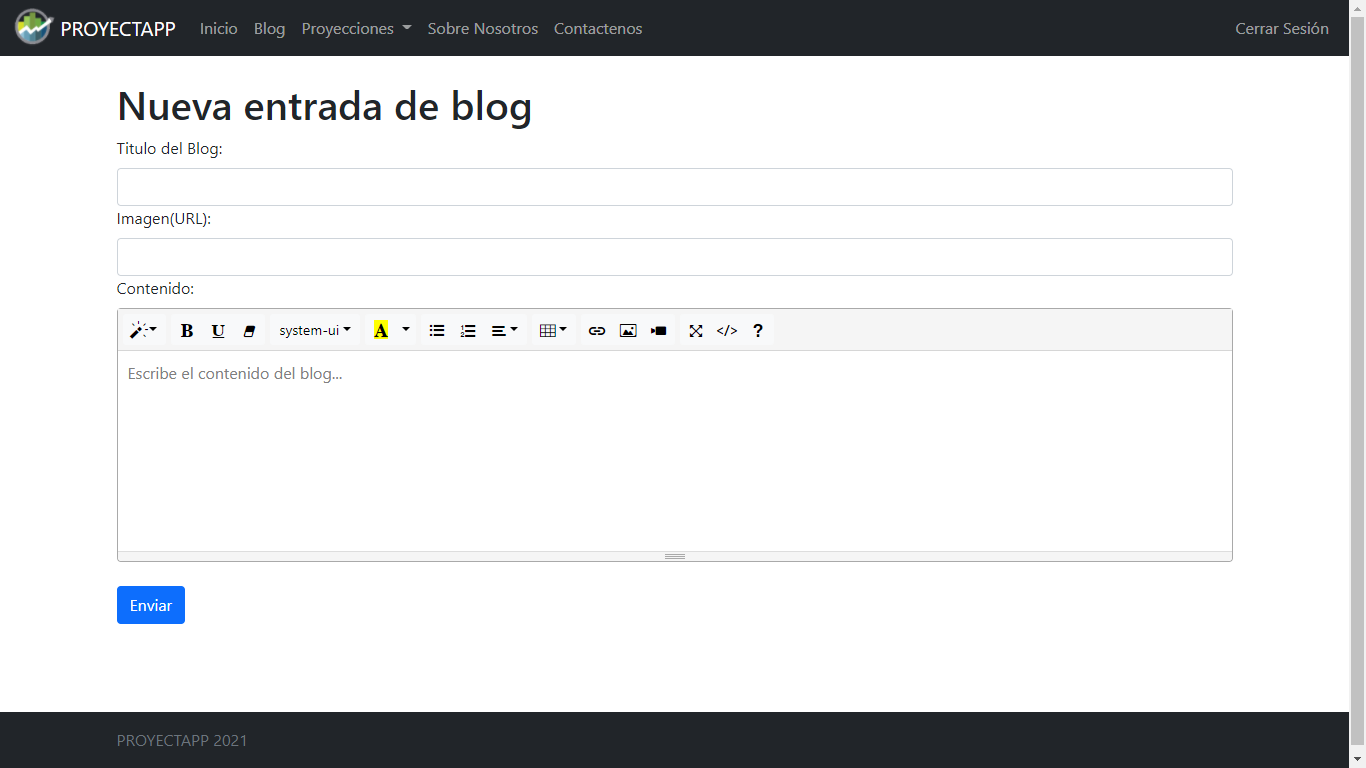 PROYECTAPP Inicio Blog Proyecciones Sobre Nosotros Contactenos Cerrar Sesión
Nueva entrada de blog
Titulo del Blog:
Imagen(URL):
Contenido:
B U system-ui A </> ?
Escribe el contenido del blog...
Enviar
PROYECTAPP 2021